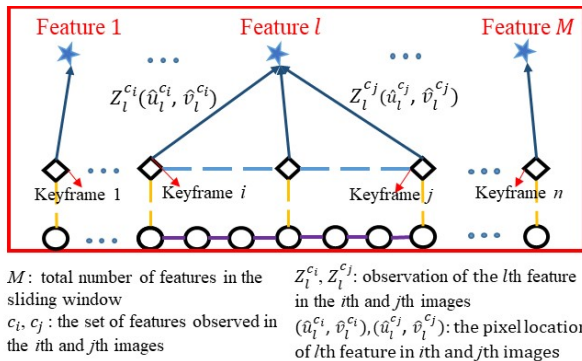 Feature 1 Feature l Feature M
... ...
Z_l^{c_i}(û_l^{c_i}, v̂_l^{c_i}) Z_l^{c_j}(û_l^{c_j}, v̂_l^{c_j})
... ...
Keyframe 1 Keyframe i Keyframe j Keyframe n
... ...
M : total number of features in the
sliding window
c_i, c_j : the set of features observed in
the ith and jth images
Z_l^{c_i}, Z_l^{c_j}: observation of the lth feature
in the ith and jth images
(û_l^{c_i}, v̂_l^{c_i}),(û_l^{c_j}, v̂_l^{c_j}): the pixel location
of lth feature in ith and jth images